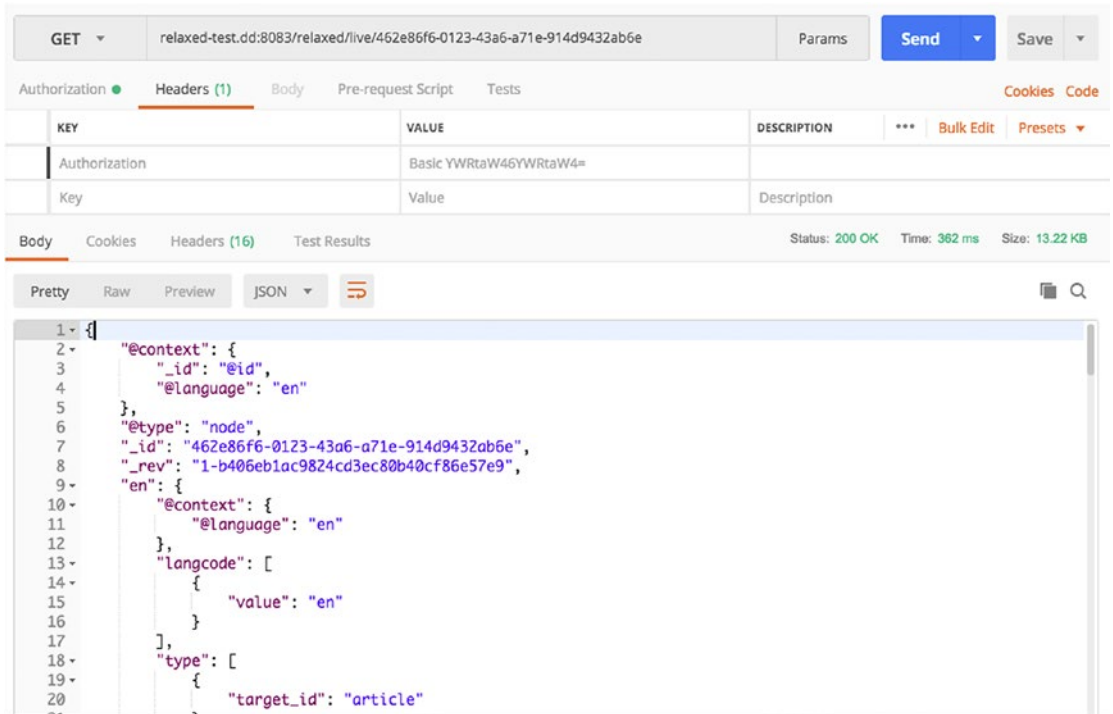 GET relaxed-test.dd:8083/relaxed/live/462e86f6-0123-43a6-a71e-914d9432ab6e Params Send Save
Authorization Headers (1) Body Pre-request Script Tests Cookies Code
KEY VALUE DESCRIPTION ••• Bulk Edit Presets
Authorization Basic YWRtaW46YWRtaW4=
Key Value Description
Body Cookies Headers (16) Test Results Status: 200 OK Time: 362 ms Size: 13.22 KB
Pretty Raw Preview JSON
1 {
2 "@context": {
3 "_id": "@id",
4 "@language": "en"
5 },
6 "@type": "node",
7 "_id": "462e86f6-0123-43a6-a71e-914d9432ab6e",
8 "_rev": "1-b406eb1ac9824cd3ec80b40cf86e57e9",
9 "en": {
10 "@context": {
11 "@language": "en"
12 },
13 "langcode": [
14 {
15 "value": "en"
16 }
17 ],
18 "type": [
19 {
20 "target_id": "article"